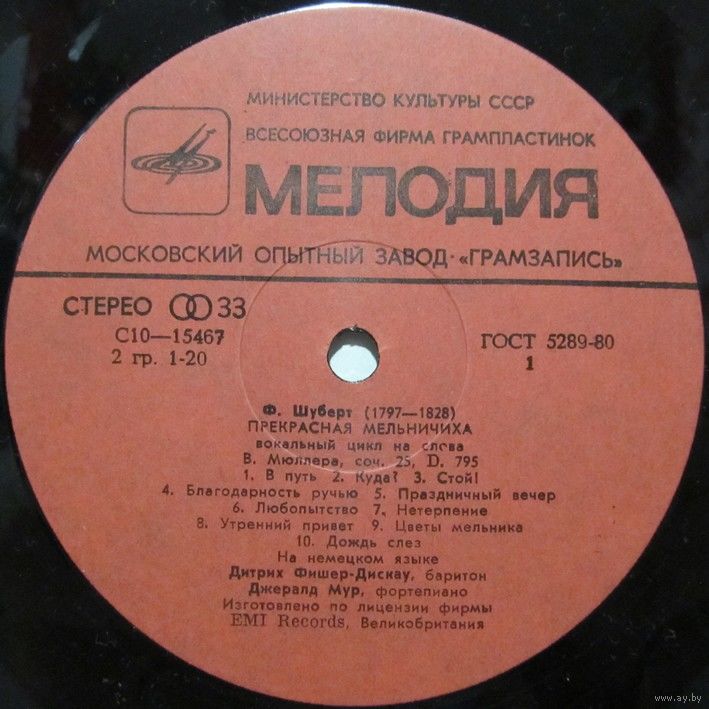 МИНИСТЕРСТВО КУЛЬТУРЫ СССР
ВСЕСОЮЗНАЯ ФИРМА ГРАМПЛАСТИНОК
МЕЛОДИЯ
МОСКОВСКИЙ ОПЫТНЫЙ ЗАВОД·«ГРАМЗАПИСЬ»
СТЕРЕО 33
С10—15467
2 гр. 1-20
ГОСТ 5289-80
1
Ф. Шуберт (1797—1828)
ПРЕКРАСНАЯ МЕЛЬНИЧИХА
вокальный цикл на слова
В. Мюллера, соч. 25, D. 795
1. В путь 2. Куда? 3. Стой!
4. Благодарность ручью 5. Праздничный вечер
6. Любопытство 7. Нетерпение
8. Утренний привет 9. Цветы мельника
10. Дождь слез
На немецком языке
Дитрих Фишер-Дискау, баритон
Джеральд Мур, фортепиано
Изготовлено по лицензии фирмы
EMI Records, Великобритания
www.ay.by